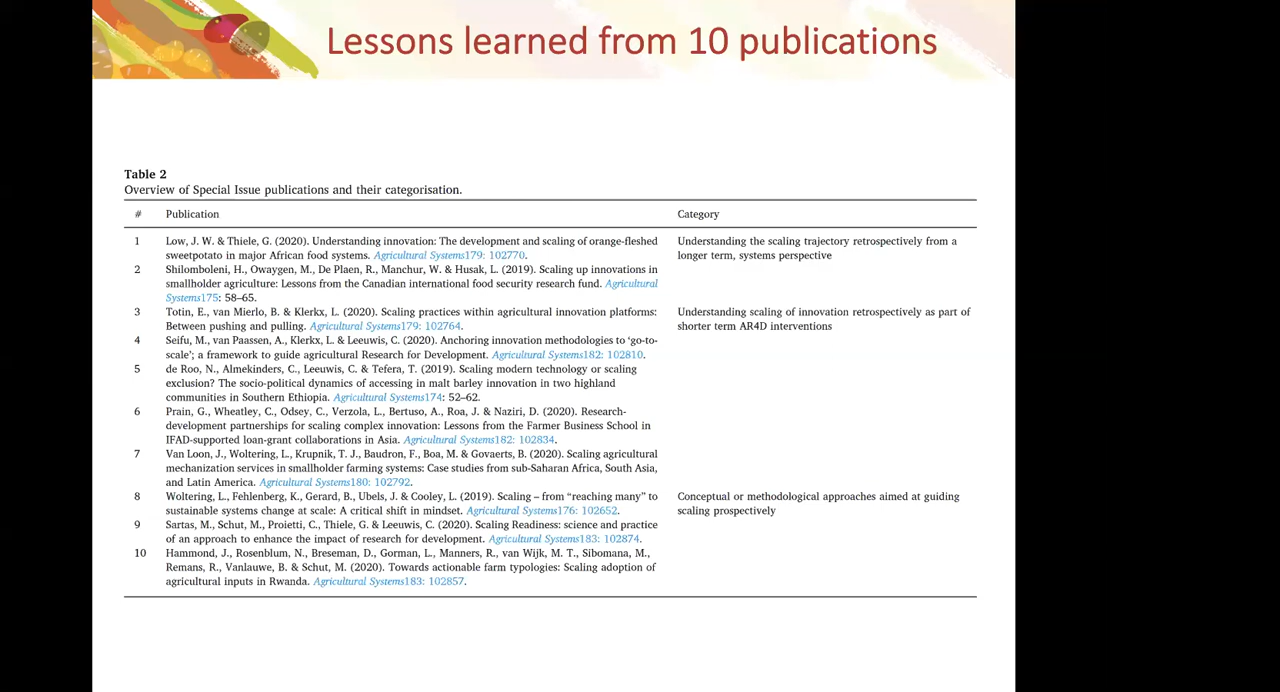 Lessons learned from 10 publications
Table 2
Overview of Special Issue publications and their categorisation.
# Publication Category
1 Low, J. W. & Thiele, G. (2020). Understanding innovation: The development and scaling of orange-fleshed Understanding the scaling trajectory retrospectively from a
sweetpotato in major African food systems. Agricultural Systems179: 102770. longer term, systems perspective
2 Shilomboleni, H., Owaygen, M., De Plaen, R., Manchur, W. & Husak, L. (2019). Scaling up innovations in
smallholder agriculture: Lessons from the Canadian international food security research fund. Agricultural
Systems175: 58–65.
3 Totin, E., van Mierlo, B. & Klerkx, L. (2020). Scaling practices within agricultural innovation platforms: Understanding scaling of innovation retrospectively as part of
Between pushing and pulling. Agricultural Systems179: 102764. shorter term AR4D interventions
4 Seifu, M., van Paassen, A., Klerkx, L. & Leeuwis, C. (2020). Anchoring innovation methodologies to ‘go-to-
scale’; a framework to guide agricultural Research for Development. Agricultural Systems182: 102810.
5 de Roo, N., Almekinders, C., Leeuwis, C. & Tefera, T. (2019). Scaling modern technology or scaling
exclusion? The socio-political dynamics of accessing in malt barley innovation in two highland
communities in Southern Ethiopia. Agricultural Systems174: 52–62.
6 Prain, G., Wheatley, C., Odsey, C., Verzola, L., Bertuso, A., Roa, J. & Naziri, D. (2020). Research-
development partnerships for scaling complex innovation: Lessons from the Farmer Business School in
IFAD-supported loan-grant collaborations in Asia. Agricultural Systems182: 102834.
7 Van Loon, J., Woltering, L., Krupnik, T. J., Baudron, F., Boa, M. & Govaerts, B. (2020). Scaling agricultural
mechanization services in smallholder farming systems: Case studies from sub-Saharan Africa, South Asia,
and Latin America. Agricultural Systems180: 102792.
8 Woltering, L., Fehlenberg, K., Gerard, B., Ubels, J. & Cooley, L. (2019). Scaling – from “reaching many” to Conceptual or methodological approaches aimed at guiding
sustainable systems change at scale: A critical shift in mindset. Agricultural Systems176: 102652. scaling prospectively
9 Sartas, M., Schut, M., Proietti, C., Thiele, G. & Leeuwis, C. (2020). Scaling Readiness: science and practice
of an approach to enhance the impact of research for development. Agricultural Systems183: 102874.
10 Hammond, J., Rosenblum, N., Breseman, D., Gorman, L., Manners, R., van Wijk, M. T., Sibomana, M.,
Remans, R., Vanlauwe, B. & Schut, M. (2020). Towards actionable farm typologies: Scaling adoption of
agricultural inputs in Rwanda. Agricultural Systems183: 102857.